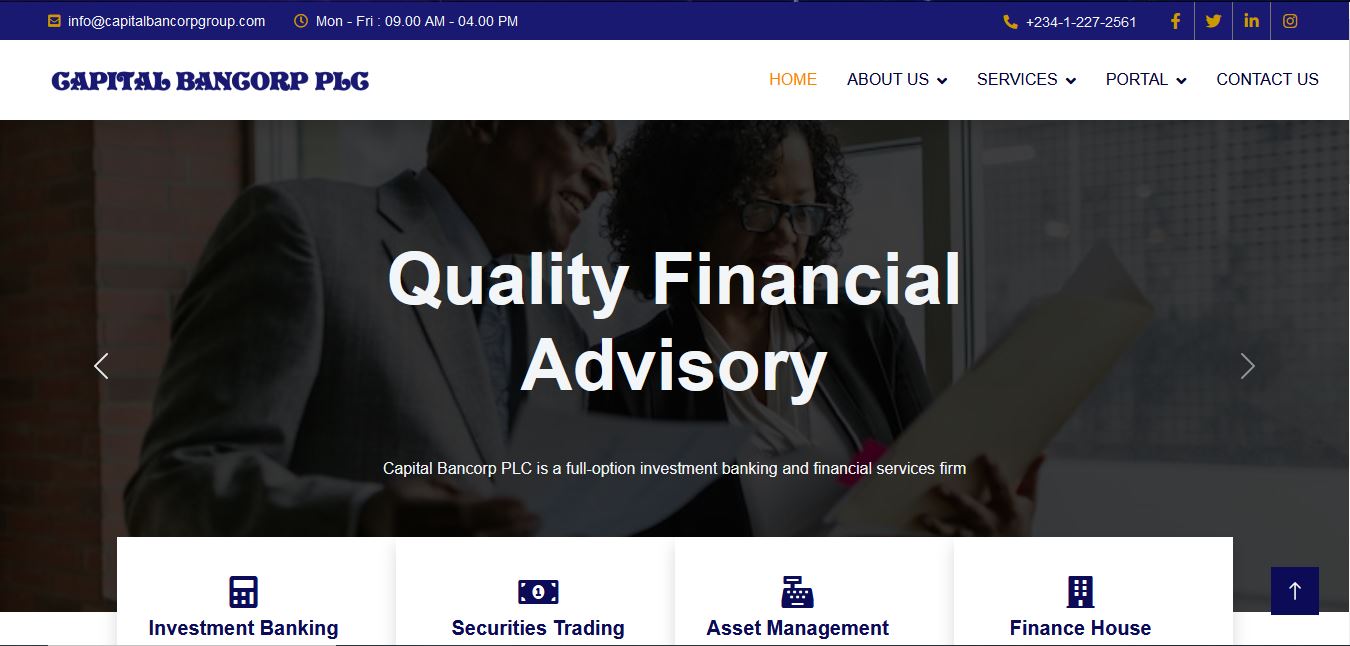 info@capitalbancorpgroup.com Mon - Fri : 09.00 AM - 04.00 PM +234-1-227-2561
CAPITAL BANCORP PLC HOME ABOUT US SERVICES PORTAL CONTACT US
Quality Financial
Advisory
Capital Bancorp PLC is a full-option investment banking and financial services firm
Investment Banking Securities Trading Asset Management Finance House